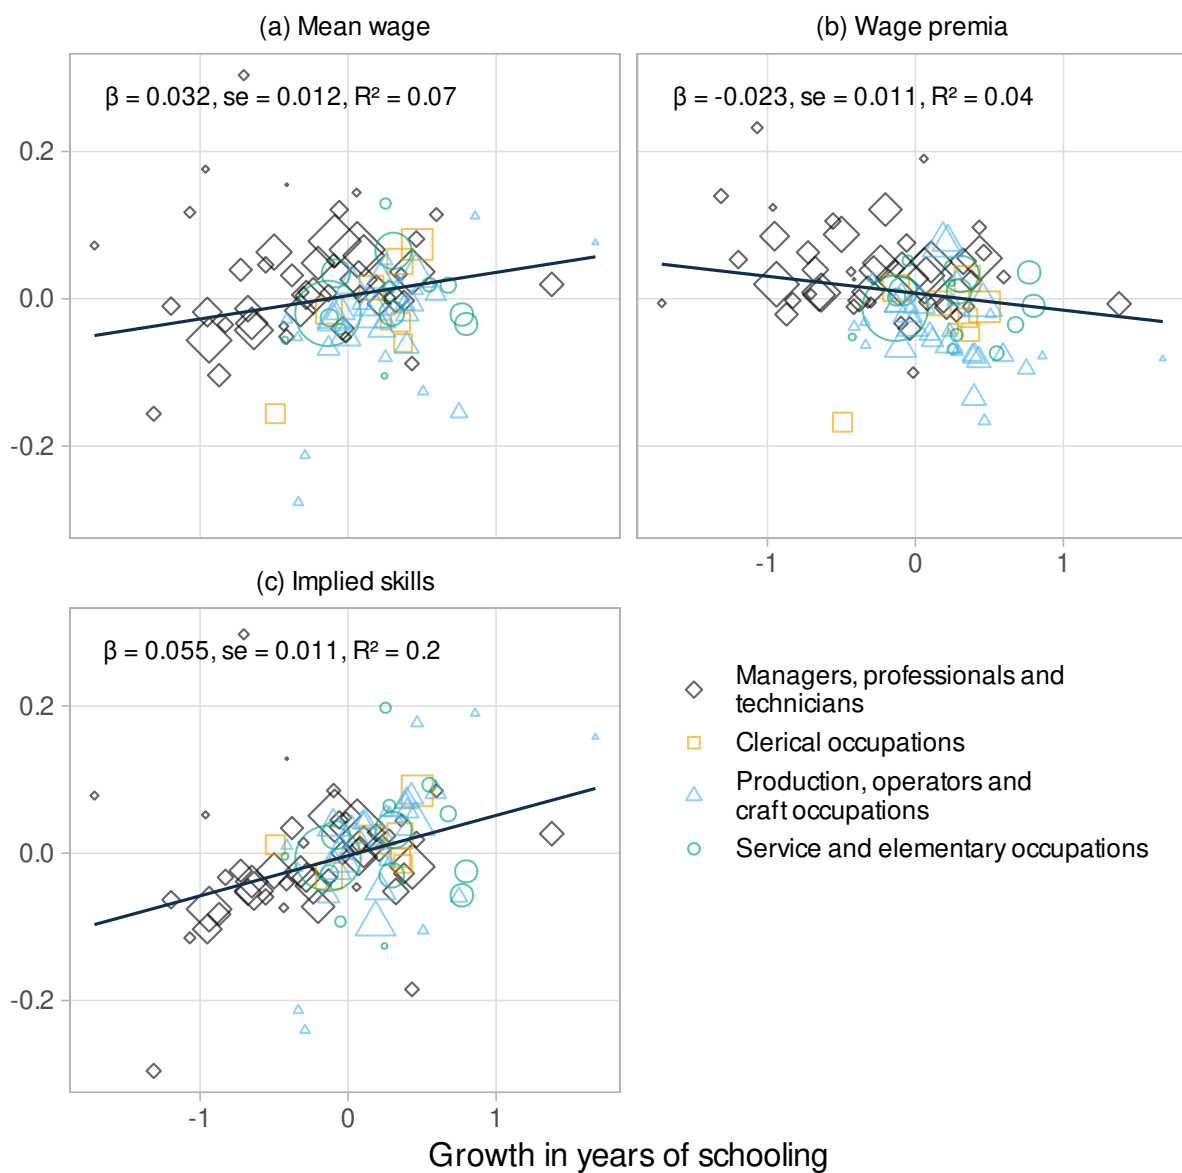 (a) Mean wage
(b) Wage premia
β = 0.032, se = 0.012, R² = 0.07
β = -0.023, se = 0.011, R² = 0.04
0.2
0.0
-0.2
-1
0
1
(c) Implied skills
β = 0.055, se = 0.011, R² = 0.2
0.2
0.0
-0.2
-1
0
1
Managers, professionals and
technicians
Clerical occupations
Production, operators and
craft occupations
Service and elementary occupations
Growth in years of schooling